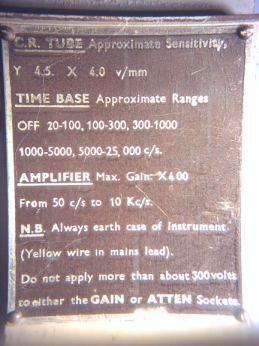 C.R. TUBE Approximate Sensitivity,
Y 4.5. X 4.0 v/mm
TIME BASE Approximate Ranges
OFF 20-100, 100-300, 300-1000
1000-5000, 5000-25,000 c/s.
AMPLIFIER Max. Gain: X400
From 50 c/s to 10 Kc/s.
N.B. Always earth case of Instrument
(Yellow wire in mains lead).
Do not apply more than about 300 volts
to either the GAIN or ATTEN Sockets